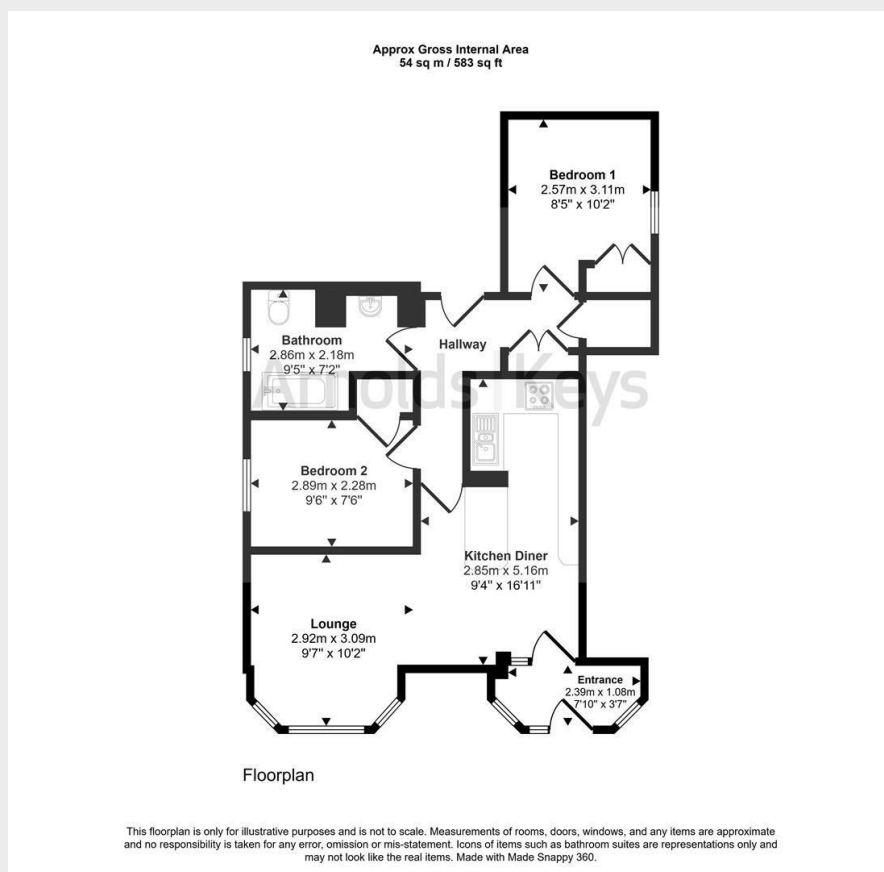 Approx Gross Internal Area
54 sq m / 583 sq ft
Bedroom 1
2.57m x 3.11m
8'5" x 10'2"
Bathroom
2.86m x 2.18m
9'5" x 7'2"
Hallway
Arnolds | Keys
Bedroom 2
2.89m x 2.28m
9'6" x 7'6"
Kitchen Diner
2.85m x 5.16m
9'4" x 16'11"
Lounge
2.92m x 3.09m
9'7" x 10'2"
Entrance
2.39m x 1.08m
7'10" x 3'7"
Floorplan
This floorplan is only for illustrative purposes and is not to scale. Measurements of rooms, doors, windows, and any items are approximate
and no responsibility is taken for any error, omission or mis-statement. Icons of items such as bathroom suites are representations only and
may not look like the real items. Made with Made Snappy 360.